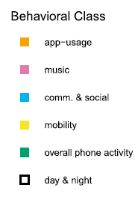 Behavioral Class
app-usage
music
comm. & social
mobility
overall phone activity
day & night